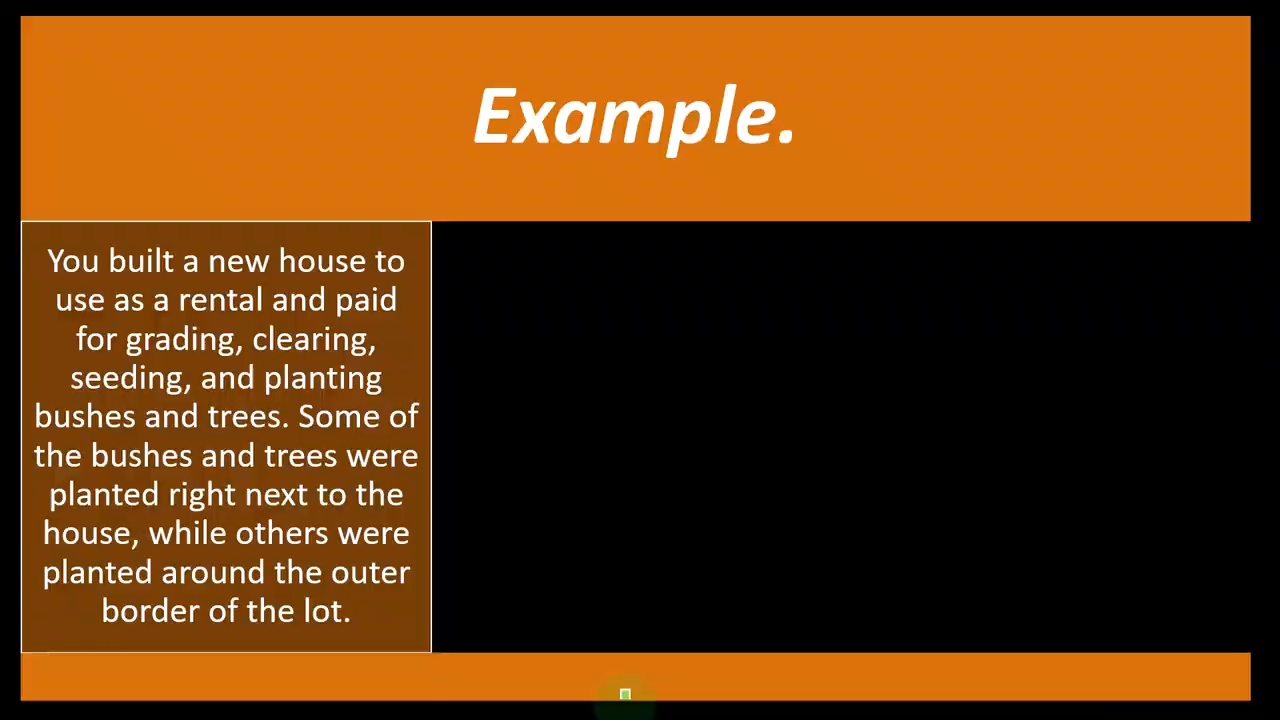 Example.
You built a new house to
use as a rental and paid
for grading, clearing,
seeding, and planting
bushes and trees. Some of
the bushes and trees were
planted right next to the
house, while others were
planted around the outer
border of the lot.